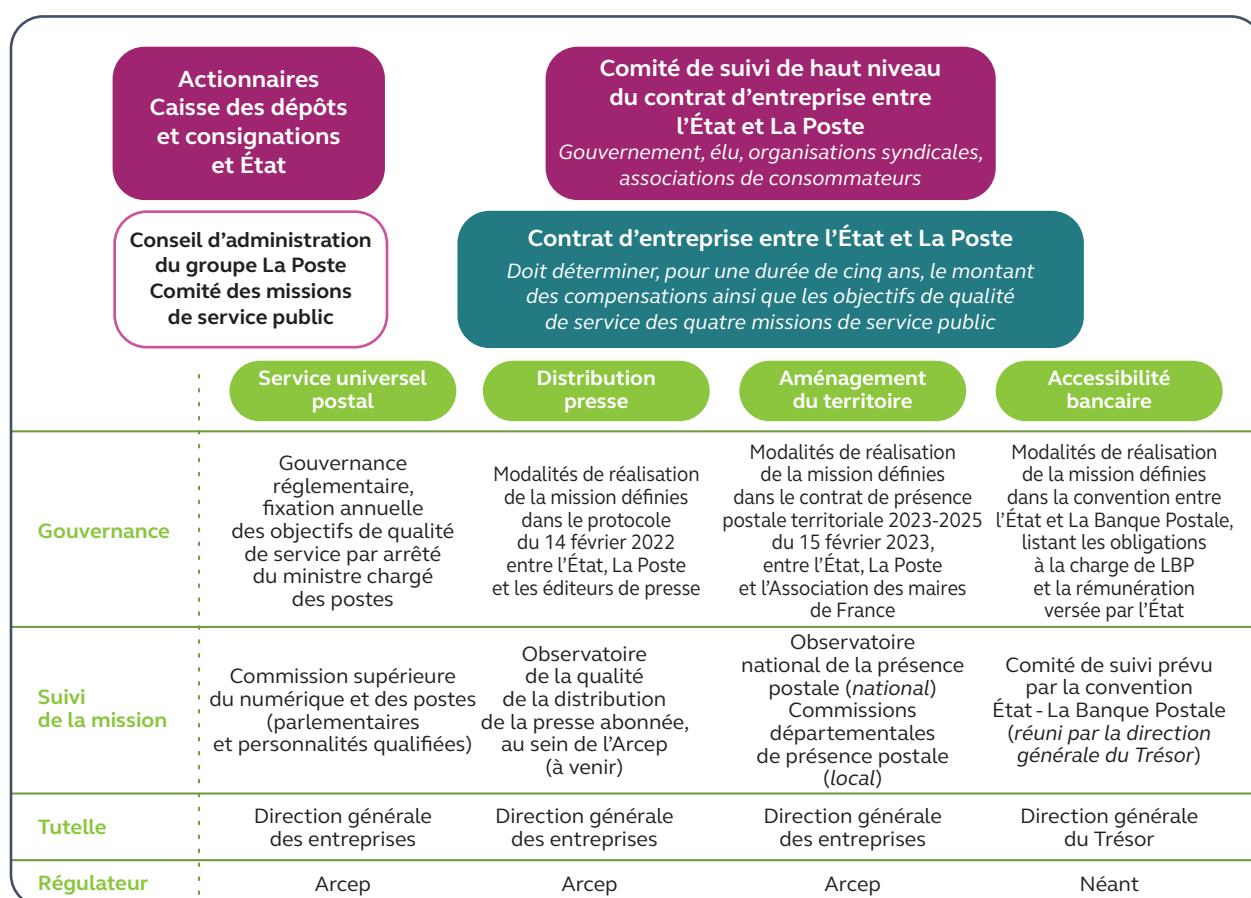 Actionnaires
Caisse des dépôts
et consignations
et État
Comité de suivi de haut niveau
du contrat d'entreprise entre
l'État et La Poste
Gouvernement, élu, organisations syndicales,
associations de consommateurs
Conseil d'administration
du groupe La Poste
Comité des missions
de service public
Contrat d'entreprise entre l'État et La Poste
Doit déterminer, pour une durée de cinq ans, le montant
des compensations ainsi que les objectifs de qualité
de service des quatre missions de service public
Service universel
postal
Distribution
presse
Aménagement
du territoire
Accessibilité
bancaire
Gouvernance
Gouvernance
réglementaire,
fixation annuelle
des objectifs de qualité
de service par arrêté
du ministre chargé
des postes
Modalités de réalisation
de la mission définies
dans le protocole
du 14 février 2022
entre l'État, La Poste
et les éditeurs de presse
Modalités de réalisation
de la mission définies
dans le contrat de présence
postale territoriale 2023-2025
du 15 février 2023,
entre l'État, La Poste
et l'Association des maires
de France
Modalités de réalisation
de la mission définies
dans la convention entre
l'État et La Banque Postale,
listant les obligations
à la charge de LBP
et la rémunération
versée par l'État
Suivi
de la mission
Commission supérieure
du numérique et des postes
(parlementaires
et personnalités qualifiées)
Observatoire
de la qualité
de la distribution
de la presse abonnée,
au sein de l'Arcep
(à venir)
Observatoire
national de la présence
postale (national)
Commissions
départementales
de présence postale
(local)
Comité de suivi prévu
par la convention
État - La Banque Postale
(réuni par la direction
générale du Trésor)
Tutelle
Direction générale
des entreprises
Direction générale
des entreprises
Direction générale
des entreprises
Direction générale
du Trésor
Régulateur
Arcep
Arcep
Arcep
Néant